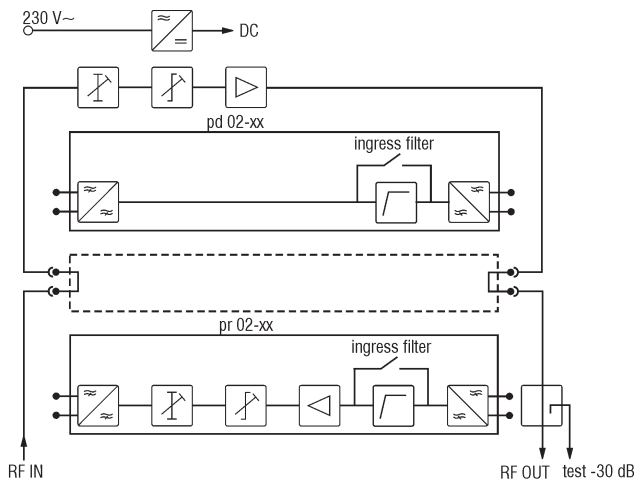 230 V~
DC
pd 02-xx
ingress filter
pr 02-xx
ingress filter
RF IN
RF OUT
test -30 dB